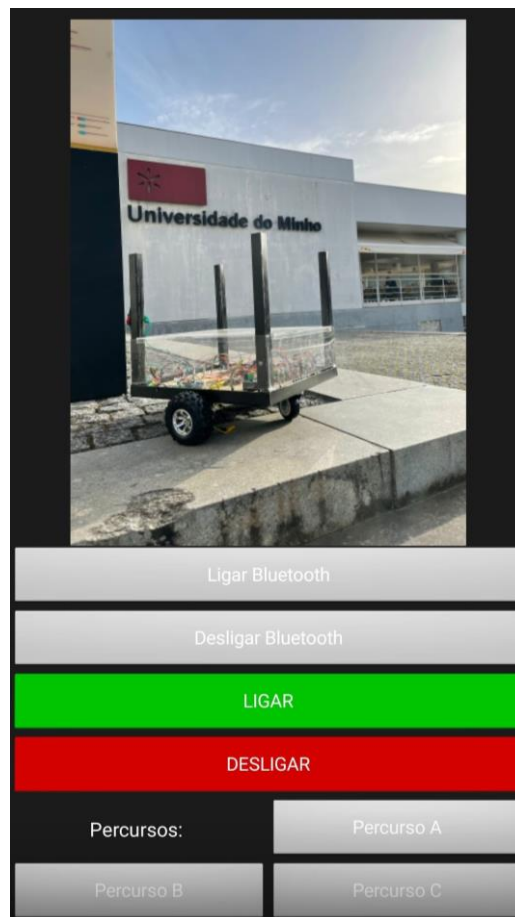 Universidade do Minho
Ligar Bluetooth
Desligar Bluetooth
LIGAR
DESLIGAR
Percursos:
Percurso A
Percurso B
Percurso C